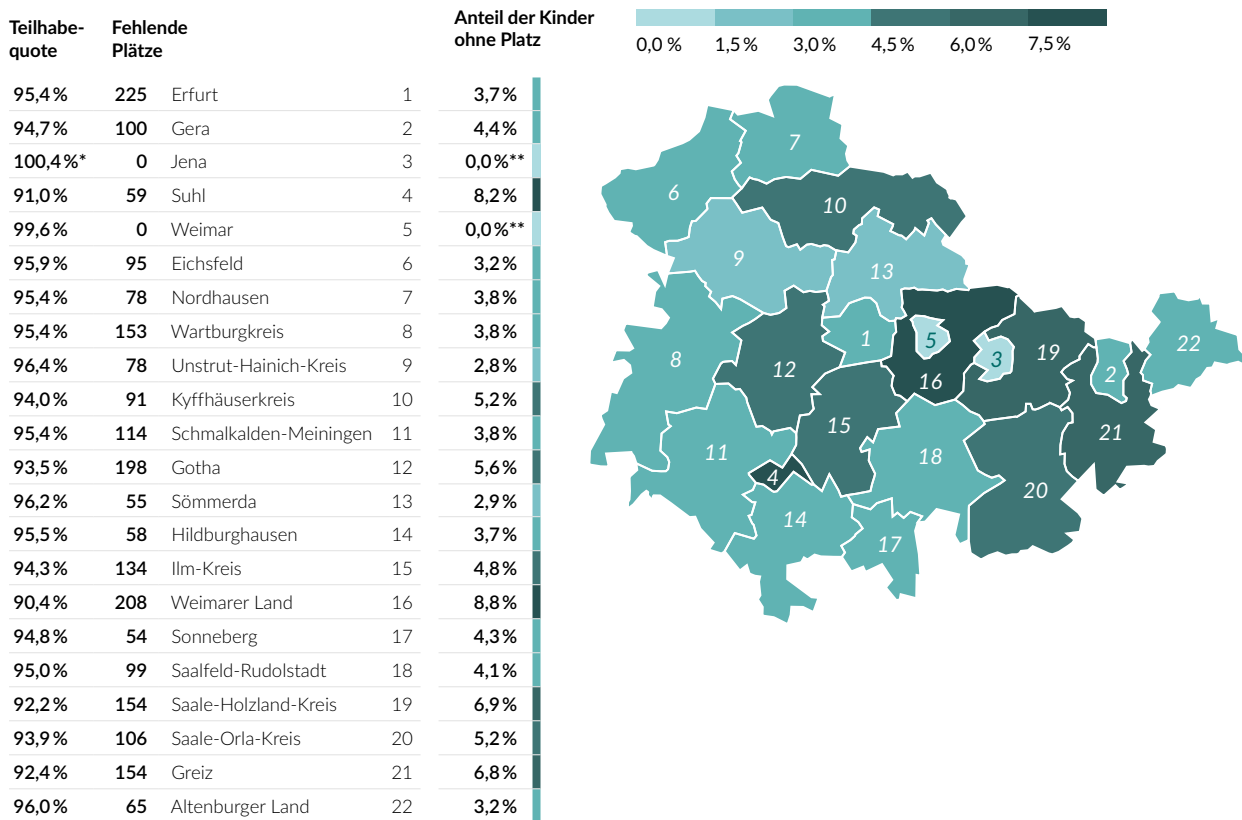 Teilhabe-
quote
Fehlende
Plätze
Anteil der Kinder
ohne Platz
0,0 % 1,5 % 3,0 % 4,5 % 6,0 % 7,5 %
95,4 % 225 Erfurt 1 3,7 %
94,7 % 100 Gera 2 4,4 %
100,4 %* 0 Jena 3 0,0 %**
91,0 % 59 Suhl 4 8,2 %
99,6 % 0 Weimar 5 0,0 %**
95,9 % 95 Eichsfeld 6 3,2 %
95,4 % 78 Nordhausen 7 3,8 %
95,4 % 153 Wartburgkreis 8 3,8 %
96,4 % 78 Unstrut-Hainich-Kreis 9 2,8 %
94,0 % 91 Kyffhäuserkreis 10 5,2 %
95,4 % 114 Schmalkalden-Meiningen 11 3,8 %
93,5 % 198 Gotha 12 5,6 %
96,2 % 55 Sömmerda 13 2,9 %
95,5 % 58 Hildburghausen 14 3,7 %
94,3 % 134 Ilm-Kreis 15 4,8 %
90,4 % 208 Weimarer Land 16 8,8 %
94,8 % 54 Sonneberg 17 4,3 %
95,0 % 99 Saalfeld-Rudolstadt 18 4,1 %
92,2 % 154 Saale-Holzland-Kreis 19 6,9 %
93,9 % 106 Saale-Orla-Kreis 20 5,2 %
92,4 % 154 Greiz 21 6,8 %
96,0 % 65 Altenburger Land 22 3,2 %
7
6
10
9
13
1
5
3
19
22
8
12
16
2
15
21
11
18
4
20
14
17